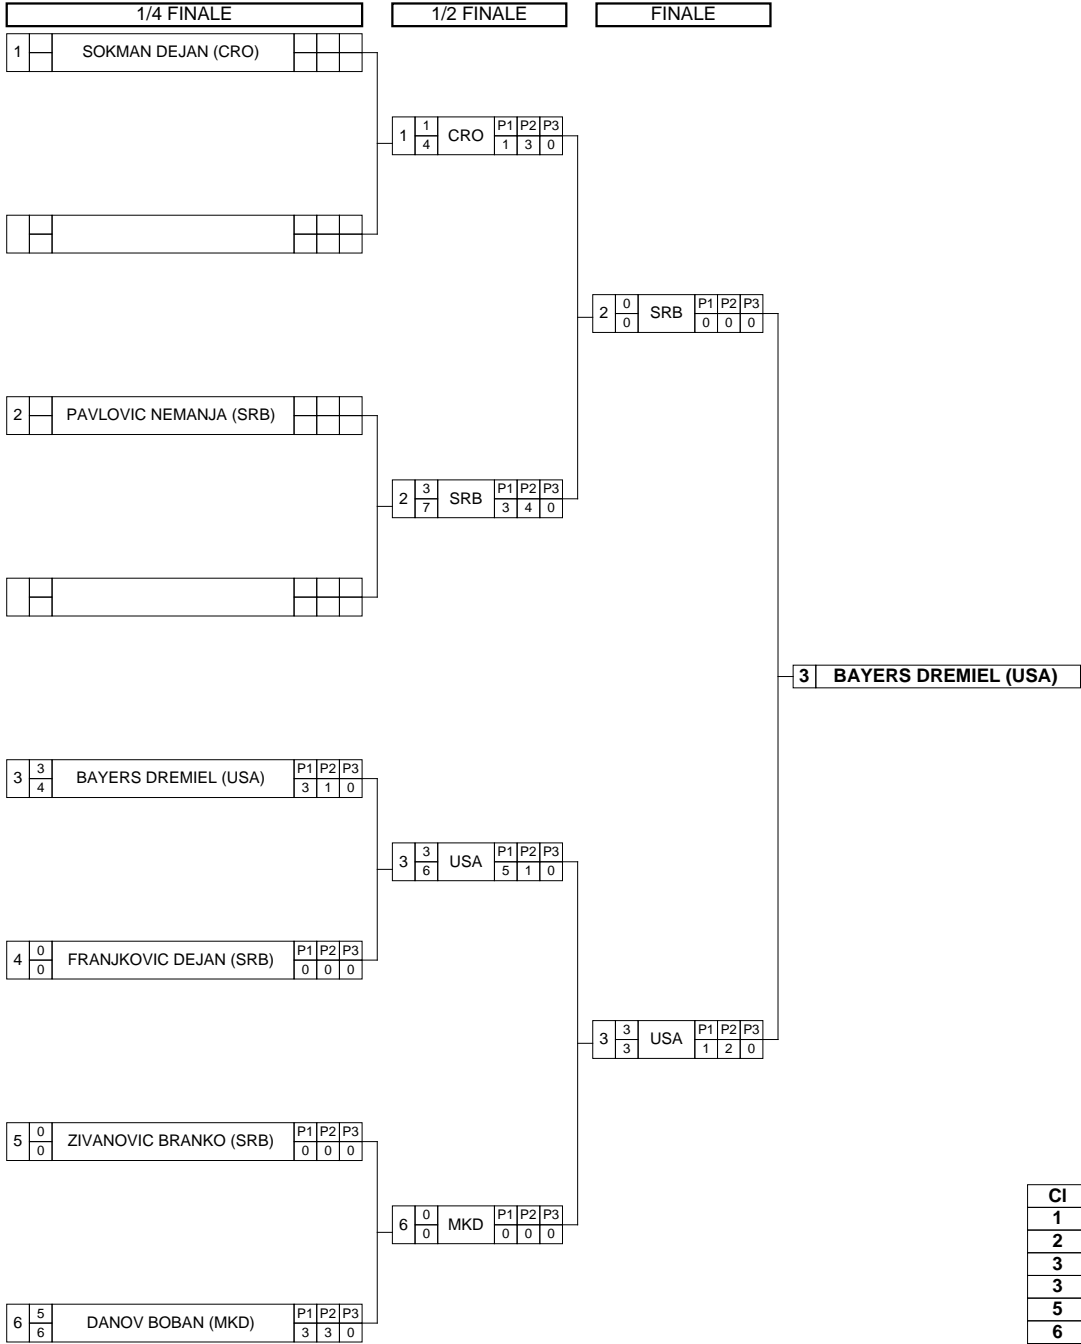 1/4 FINALE 1/2 FINALE FINALE
1 SOKMAN DEJAN (CRO)
1 1 CRO P1 P2 P3
4 1 3 0
2 0 SRB P1 P2 P3
0 0 0 0
2 PAVLOVIC NEMANJA (SRB)
2 3 SRB P1 P2 P3
7 3 4 0
3 BAYERS DREMIEL (USA)
3 3 BAYERS DREMIEL (USA) P1 P2 P3
4 3 1 0
3 3 USA P1 P2 P3
6 5 1 0
4 0 FRANJKOVIC DEJAN (SRB) P1 P2 P3
0 0 0 0
3 3 USA P1 P2 P3
3 1 2 0
5 0 ZIVANOVIC BRANKO (SRB) P1 P2 P3
0 0 0 0
6 0 MKD P1 P2 P3
0 0 0 0
6 5 DANOV BOBAN (MKD) P1 P2 P3
6 3 3 0
Cl
1
2
3
3
5
6